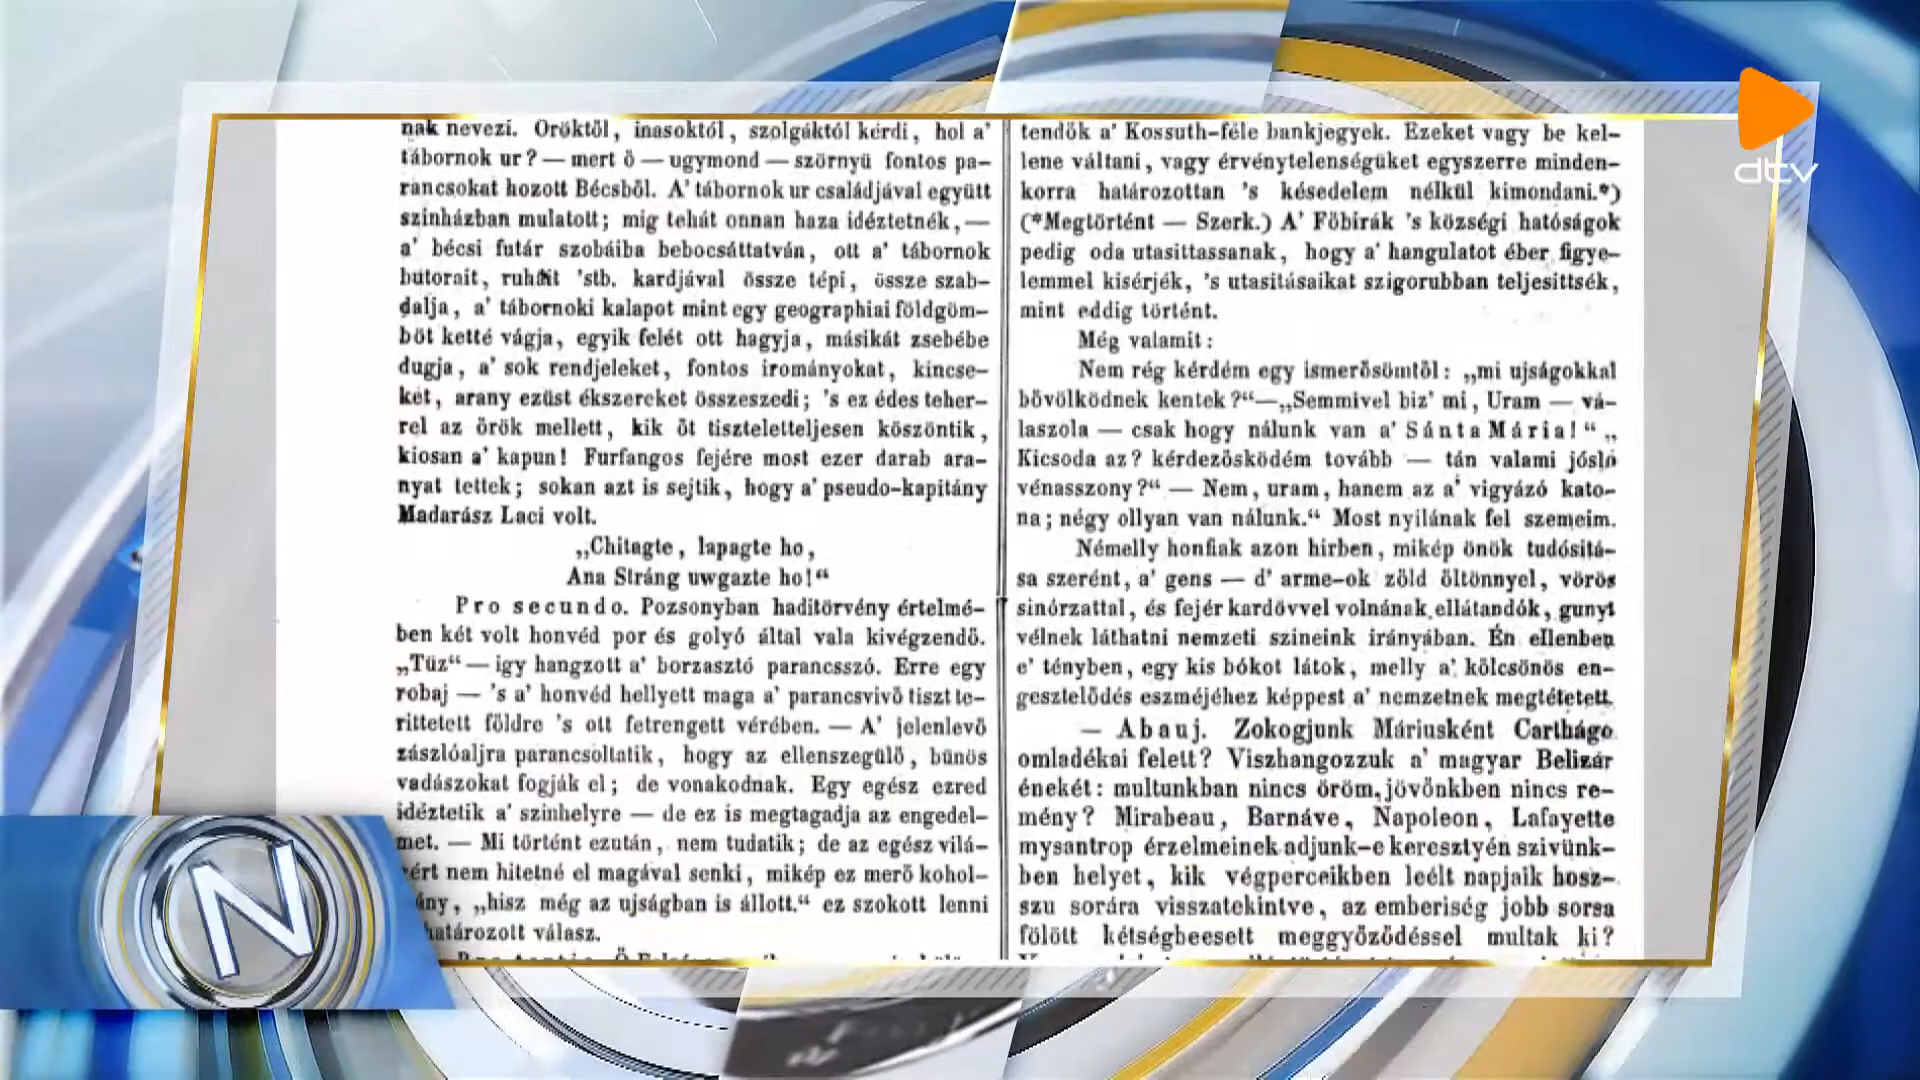 nak nevezi. Öröktől, inasoktól, szolgáktól kérdi, hol a'
tábornok ur? — mert ő — ugymond — szörnyü fontos pa-
rancsokat hozott Bécsből. A' tábornok ur családjával együtt
szinházban mulatott; mig tehát onnan haza idéztetnék, —
a' bécsi futár szobáiba bebocsáttatván, ott a' tábornok
butorait, ruháit 'stb. kardjával össze tépi, össze szab-
dalja, a' tábornoki kalapot mint egy geographiai földgöm-
böt ketté vágja, egyik felét ott hagyja, másikát zsebébe
dugja, a' sok rendjeleket, fontos irományokat, kincse-
ket, arany ezüst ékszereket összeszedi; 's ez édes teher-
rel az örök mellett, kik őt tiszteletteljesen köszöntik,
kiosan a' kapun! Furfangos fejére most ezer darab ara-
nyat tettek; sokan azt is sejtik, hogy a' pseudo-kapitány
Madarász Laci volt.
„Chitagte, lapagte ho,
Ana Stráng uwgazte ho!“
Pro secundo. Pozsonyban haditörvény értelmé-
ben két volt honvéd por és golyó által vala kivégzendő.
„Tüz“ — igy hangzott a' borzasztó parancsszó. Erre egy
robaj — 's a' honvéd hellyett maga a' parancsvivő tiszt te-
rittetett földre 's ott fetrengett vérében. — A' jelenlevő
zászlóaljra parancsoltatik, hogy az ellenszegülő, bünös
vadászokat fogják el; de vonakodnak. Egy egész ezred
idéztetik a' szinhelyre — de ez is megtagadja az engedel-
met. — Mi történt ezután, nem tudatik; de az egész vilá-
ért nem hitetné el magával senki, mikép ez merő kohol-
ány, „hisz még az ujságban is állott.“ ez szokott lenni
határozott válasz.
tendők a' Kossuth-féle bankjegyek. Ezeket vagy be kel-
lene váltani, vagy érvénytelenségüket egyszerre minden-
korra határozottan 's késedelem nélkül kimondani.*)
(*Megtörtént — Szerk.) A' Főbirák 's községi hatóságok
pedig oda utasittassanak, hogy a' hangulatot éber figye-
lemmel kisérjék, 's utasitásaikat szigorubban teljesittsék,
mint eddig történt.
Még valamit:
Nem rég kérdém egy ismerősömtől: „mi ujságokkal
bővölködnek kentek?“—„Semmivel biz' mi, Uram — vá-
laszola — csak hogy nálunk van a' Sánta Mária!“ „
Kicsoda az? kérdezősködém tovább — tán valami jósló
vénasszony?“ — Nem, uram, hanem az a' vigyázó kato-
na; négy ollyan van nálunk.“ Most nyilának fel szemeim.
Némelly honfiak azon hirben, mikép önök tudósitá-
sa szerént, a' gens — d' arme-ok zöld öltönnyel, vörös
sinórzattal, és fejér kardövvel volnának ellátandók, gunyt
vélnek láthatni nemzeti szineink irányában. Én ellenben
e' tényben, egy kis bókot látok, melly a' kölcsönös en-
gesztelődés eszméjéhez képpest a' nemzetnek megtétetett.
— Abauj. Zokogjunk Máriusként Carthágo
omladékai felett? Viszhangozzuk a' magyar Belizár
énekét: multunkban nincs öröm, jövönkben nincs re-
mény? Mirabeau, Barnáve, Napoleon, Lafayette
mysantrop érzelmeinek adjunk-e keresztyén szivünk-
ben helyet, kik végperceikben leélt napjaik hosz-
szu sorára visszatekintve, az emberiség jobb sorsa
fölött kétségbeesett meggyőződéssel multak ki?
dtv
N